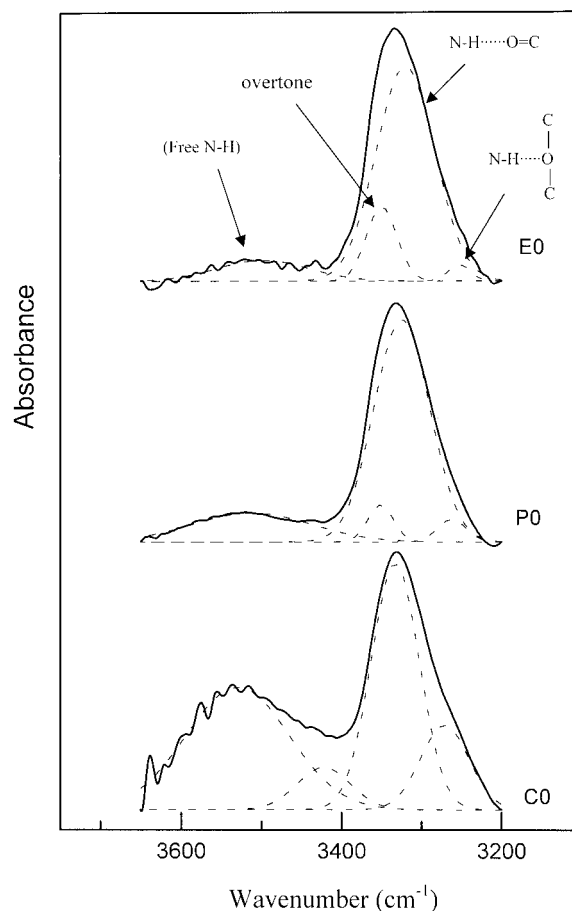 N-H·····O=C
overtone
C
(Free N-H)
N-H·····O
C
E0
Absorbance
P0
C0
3600
3400
3200
Wavenumber (cm⁻¹)